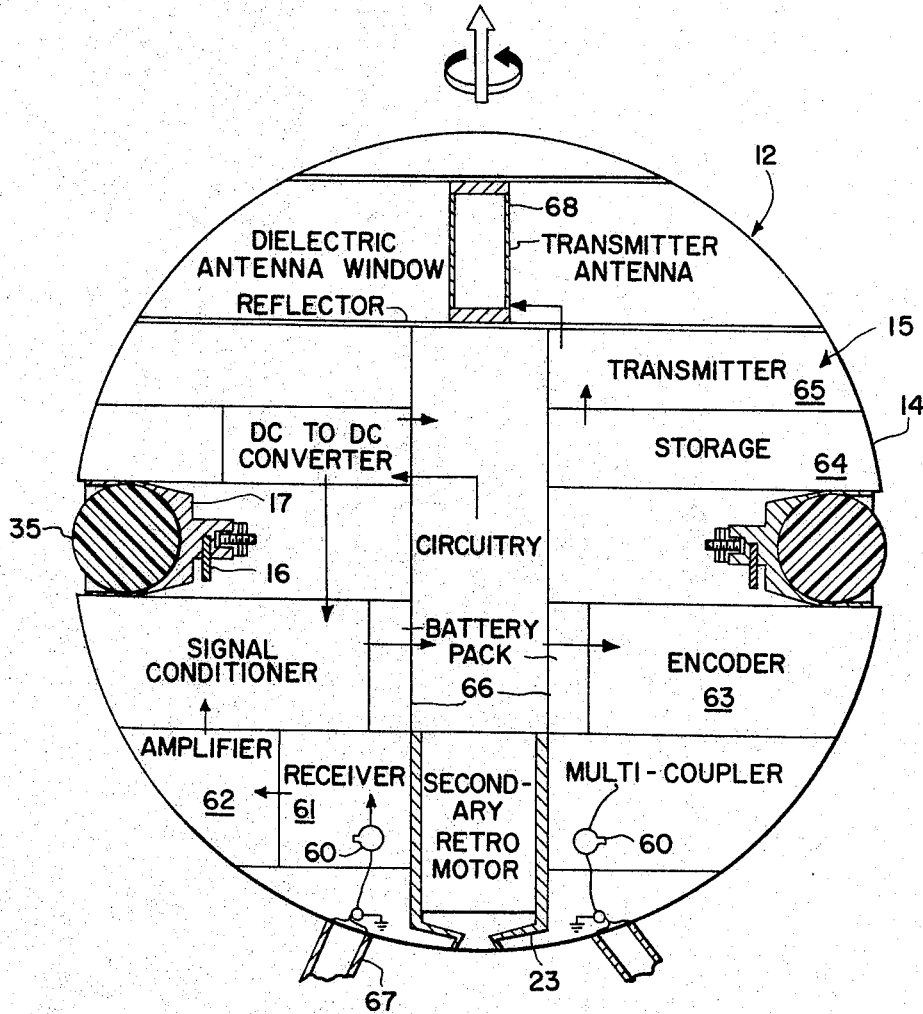 12
68
DIELECTRIC
ANTENNA WINDOW
TRANSMITTER
ANTENNA
REFLECTOR
15
TRANSMITTER
65
14
DC TO DC
CONVERTER
STORAGE
64
17
35
CIRCUITRY
16
BATTERY
PACK
SIGNAL
CONDITIONER
66
ENCODER
63
AMPLIFIER
62
RECEIVER
61
SECOND-
ARY
RETRO
MOTOR
MULTI-COUPLER
60
60
67
23